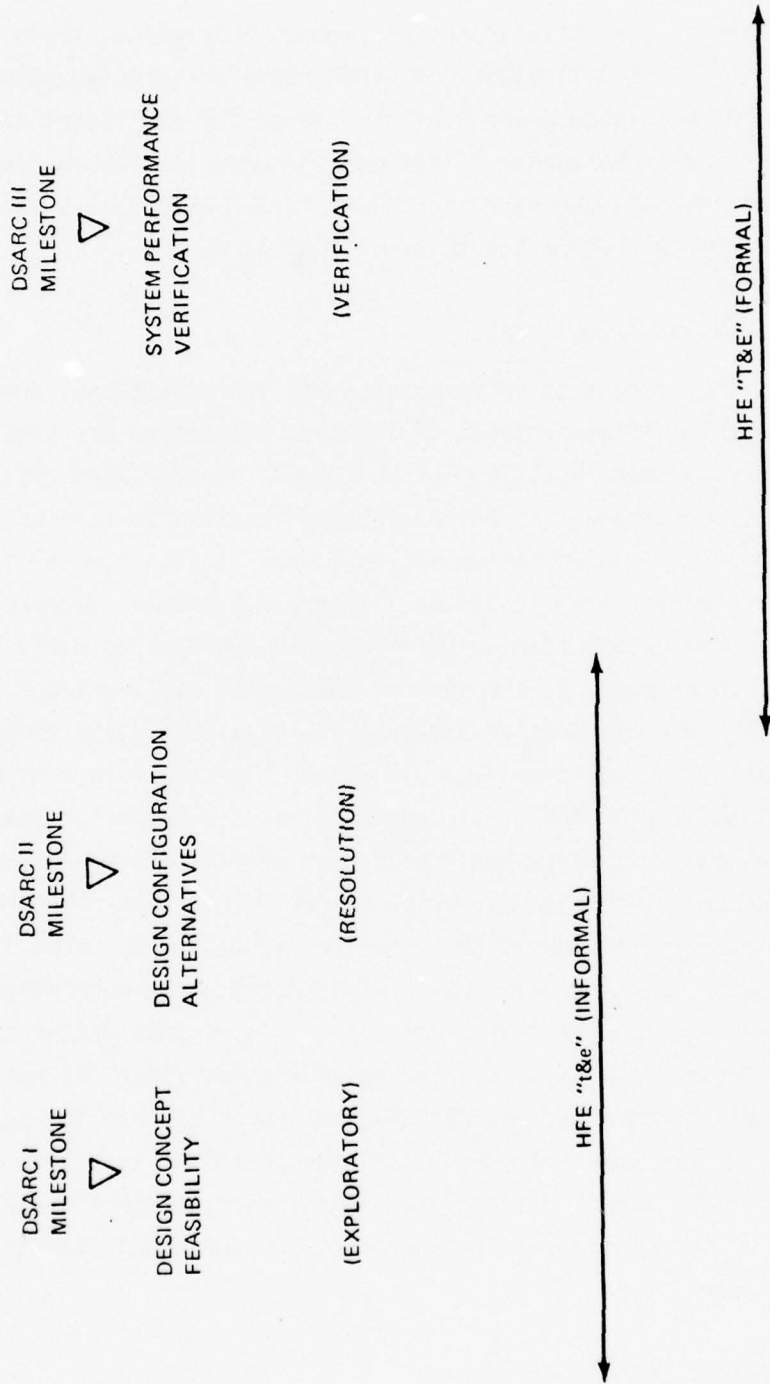 DSARC I
MILESTONE
DESIGN CONCEPT
FEASIBILITY
(EXPLORATORY)
DSARC II
MILESTONE
DESIGN CONFIGURATION
ALTERNATIVES
(RESOLUTION)
DSARC III
MILESTONE
SYSTEM PERFORMANCE
VERIFICATION
(VERIFICATION)
HFE "t&e" (INFORMAL)
HFE "T&E" (FORMAL)